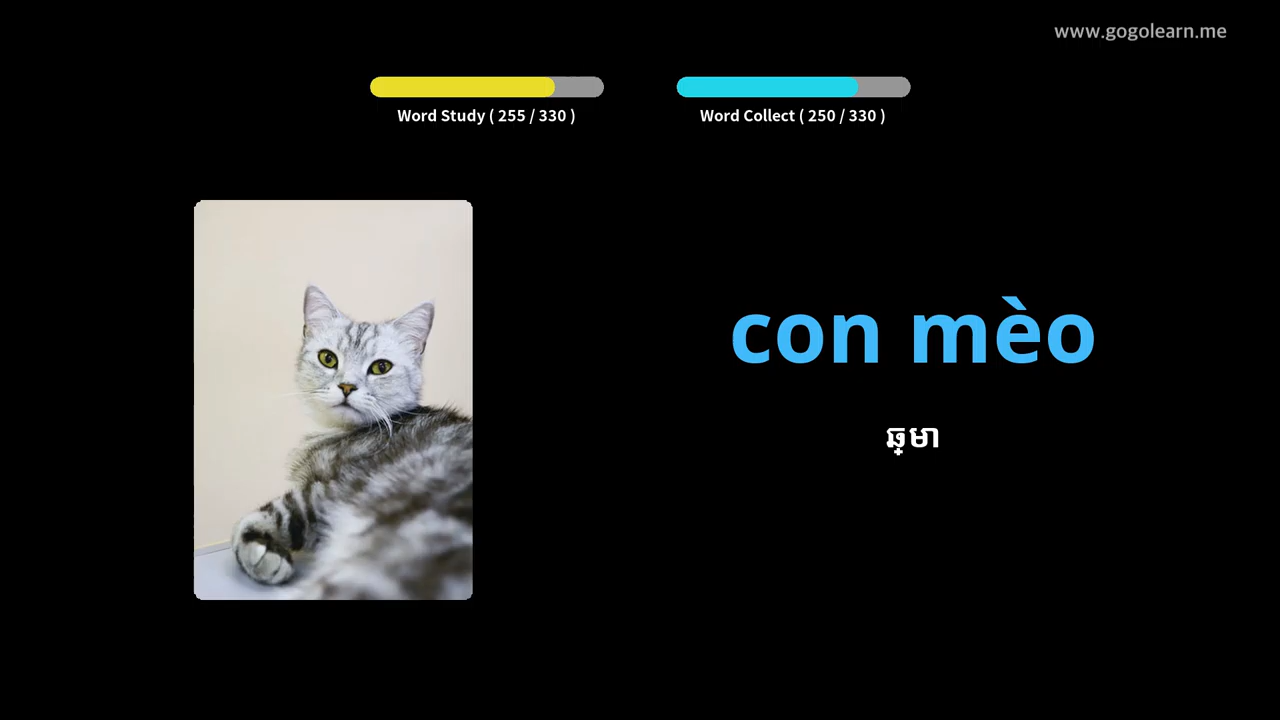 www.gogolearn.me
Word Study ( 255 / 330 )
Word Collect ( 250 / 330 )
con mèo
ឆ្មា